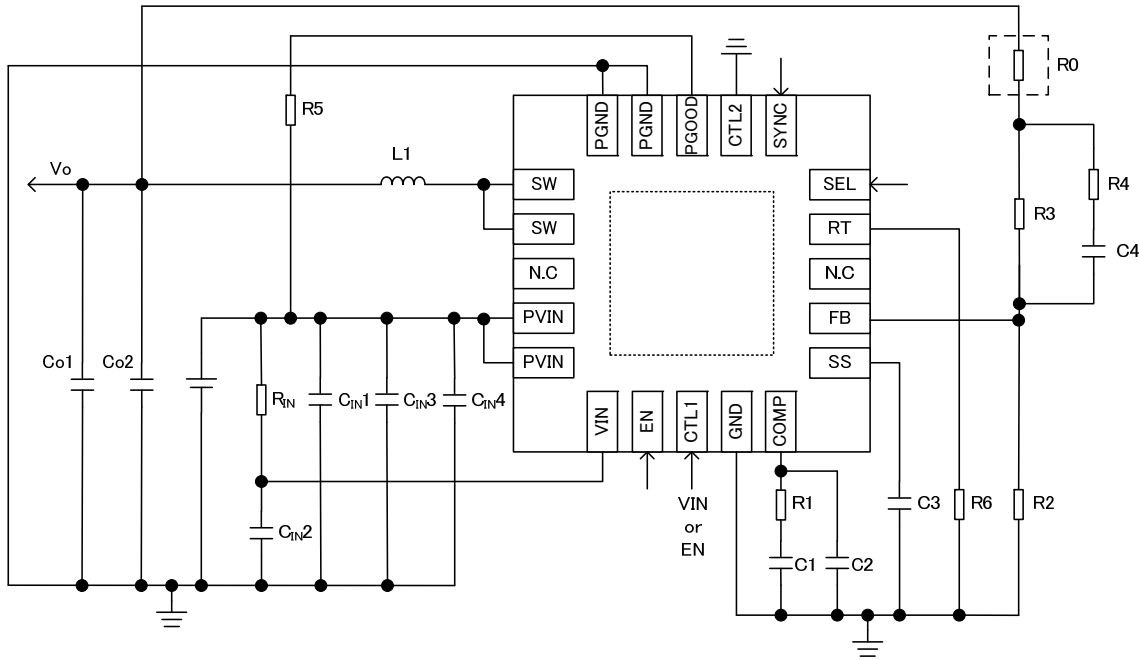 R0
R5
PGND
PGND
PGOOD
CTL2
SYNC
L1
Vo
SW
SEL
R4
SW
RT
R3
C4
N.C
N.C
PVIN
FB
PVIN
SS
Co1
Co2
RIN
CIN1
CIN3
CIN4
VIN
EN
CTL1
GND
COMP
CIN2
VIN
or
EN
R1
C3
R6
R2
C1
C2